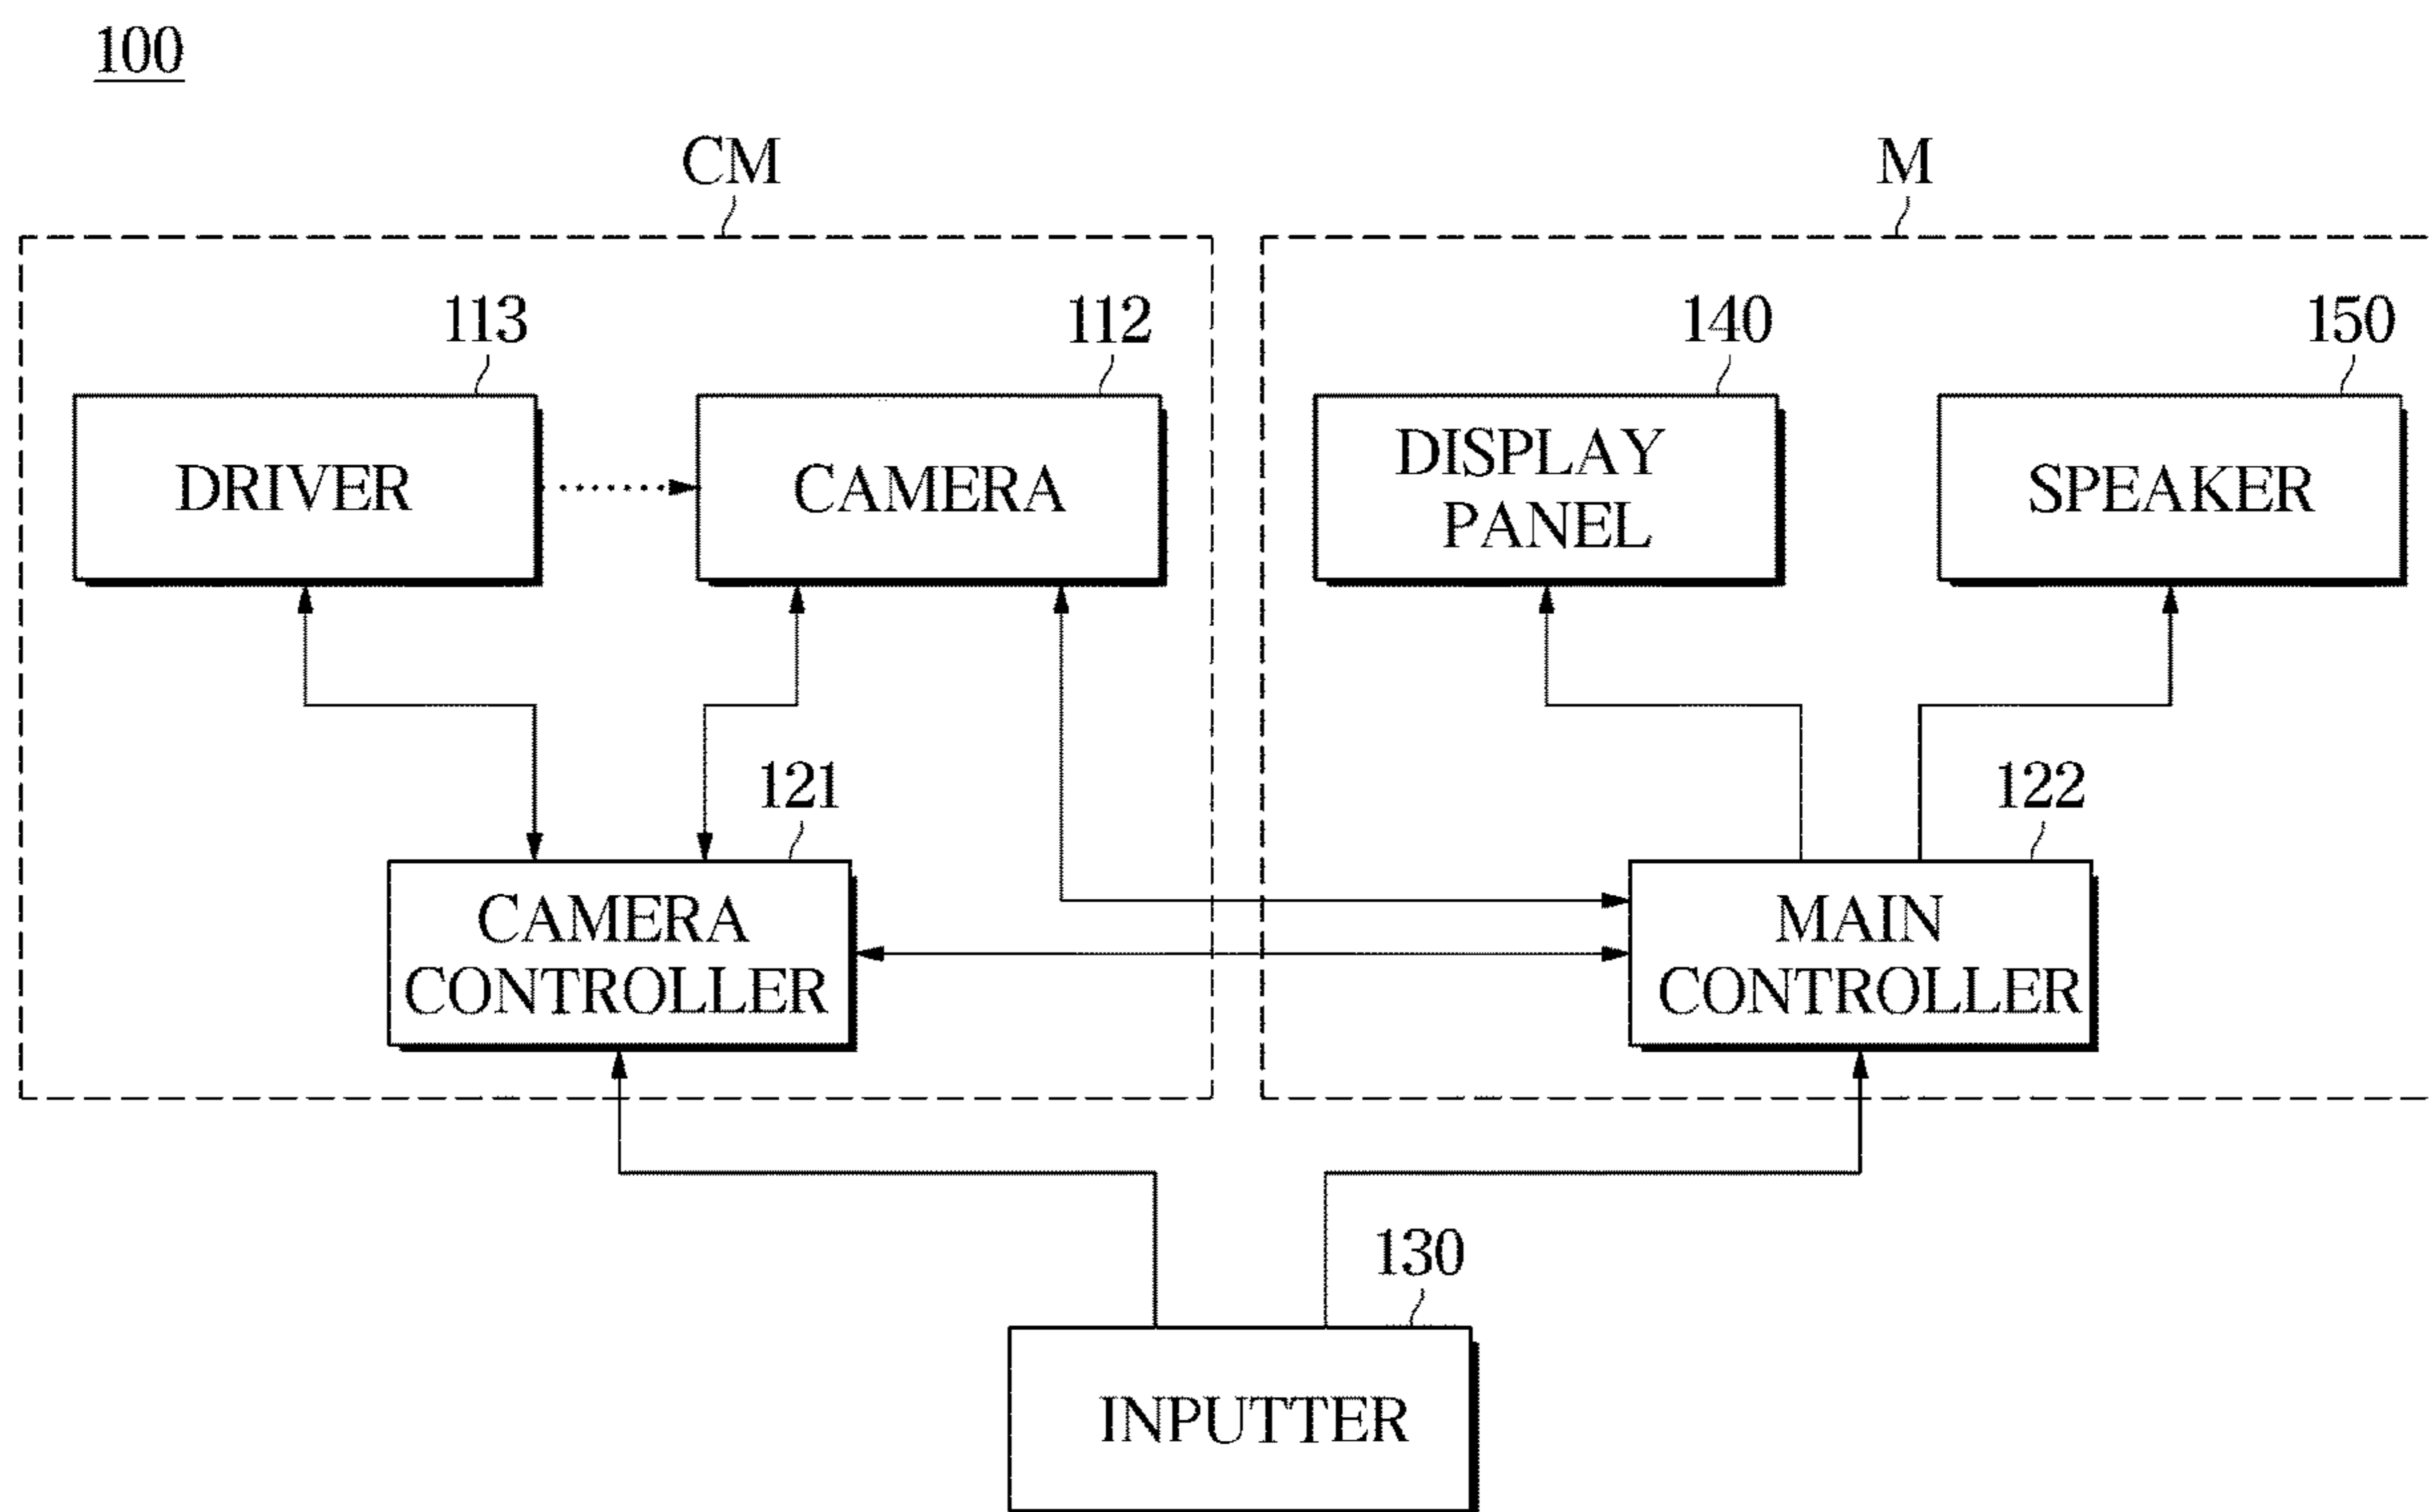 100
CM
M
113
112
140
150
DRIVER
CAMERA
DISPLAY
PANEL
SPEAKER
121
122
CAMERA
CONTROLLER
MAIN
CONTROLLER
130
INPUTTER